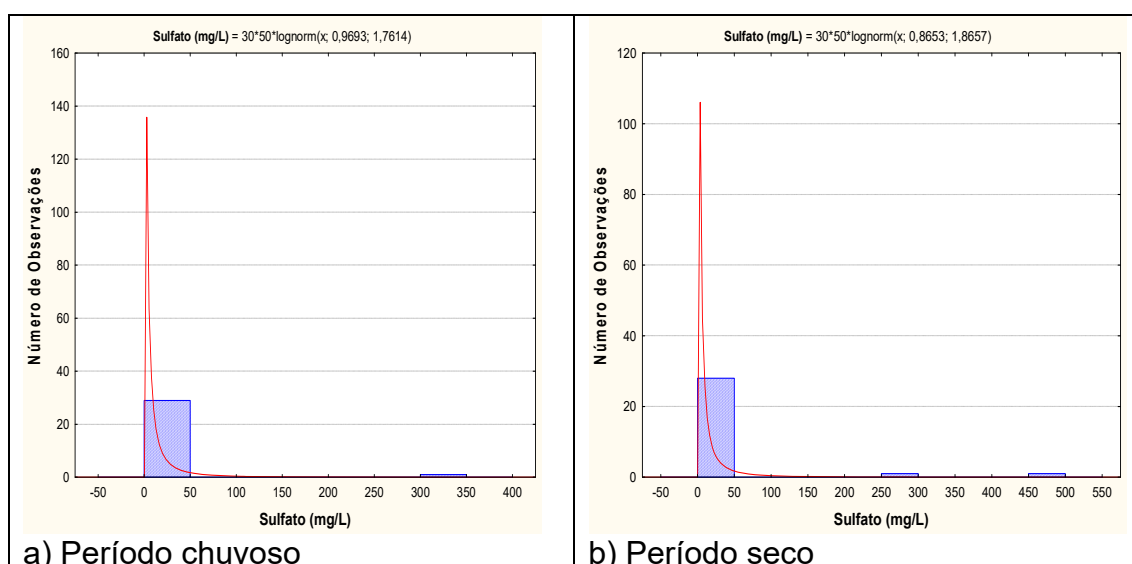 Sulfato (mg/L) = 30*50*lognorm(x; 0,9693; 1,7614)
160
140
120
100
80
60
40
20
0
Número de Observações
-50 0 50 100 150 200 250 300 350 400
Sulfato (mg/L)
a) Período chuvoso
Sulfato (mg/L) = 30*50*lognorm(x; 0,8653; 1,8657)
120
100
80
60
40
20
0
Número de Observações
-50 0 50 100 150 200 250 300 350 400 450 500 550
Sulfato (mg/L)
b) Período seco